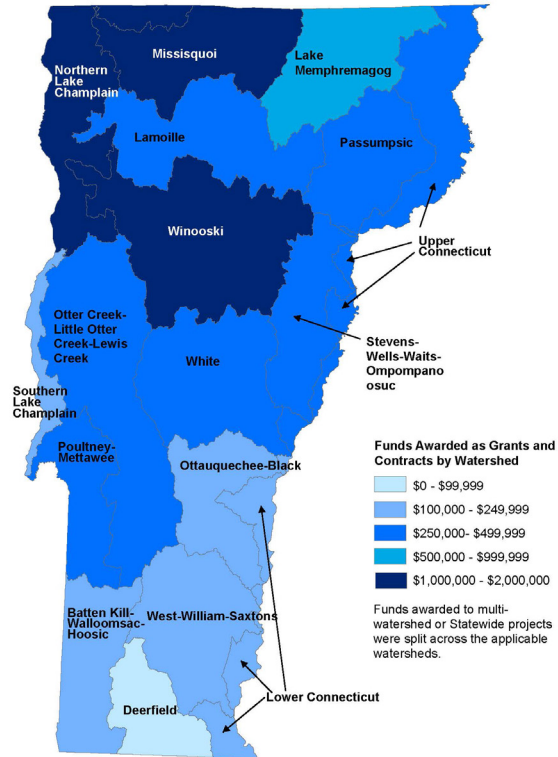 Missisquoi
Lake
Memphremagog
Northern
Lake
Champlain
Lamoille
Passumpsic
Winooski
Upper
Connecticut
Otter Creek-
Little Otter
Creek-Lewis
Creek
Stevens-
Wells-Waits-
Ompompano
osuc
White
Southern
Lake
Champlain
Poultney-
Mettawee
Ottauquechee-Black
Funds Awarded as Grants and
Contracts by Watershed
$0 - $99,999
$100,000 - $249,999
$250,000- $499,999
$500,000 - $999,999
$1,000,000 - $2,000,000
Funds awarded to multi-
watershed or Statewide projects
were split across the applicable
watersheds.
Batten Kill-
Walloomsac-
Hoosic
West-William-Saxtons
Lower Connecticut
Deerfield